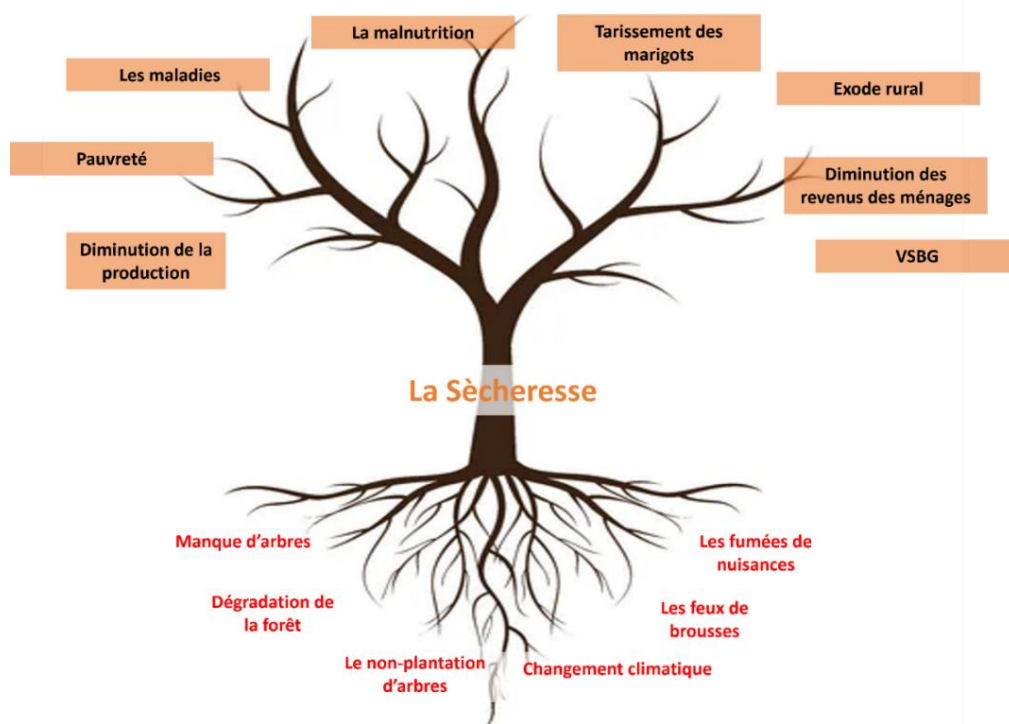 La malnutrition
Tarissement des
marigots
Les maladies
Exode rural
Pauvreté
Diminution des
revenus des ménages
Diminution de la
production
VSBG
La Sècheresse
Manque d'arbres
Les fumées de
nuisances
Dégradation de
la forêt
Les feux de
brousses
Le non-plantation
d'arbres
Changement climatique